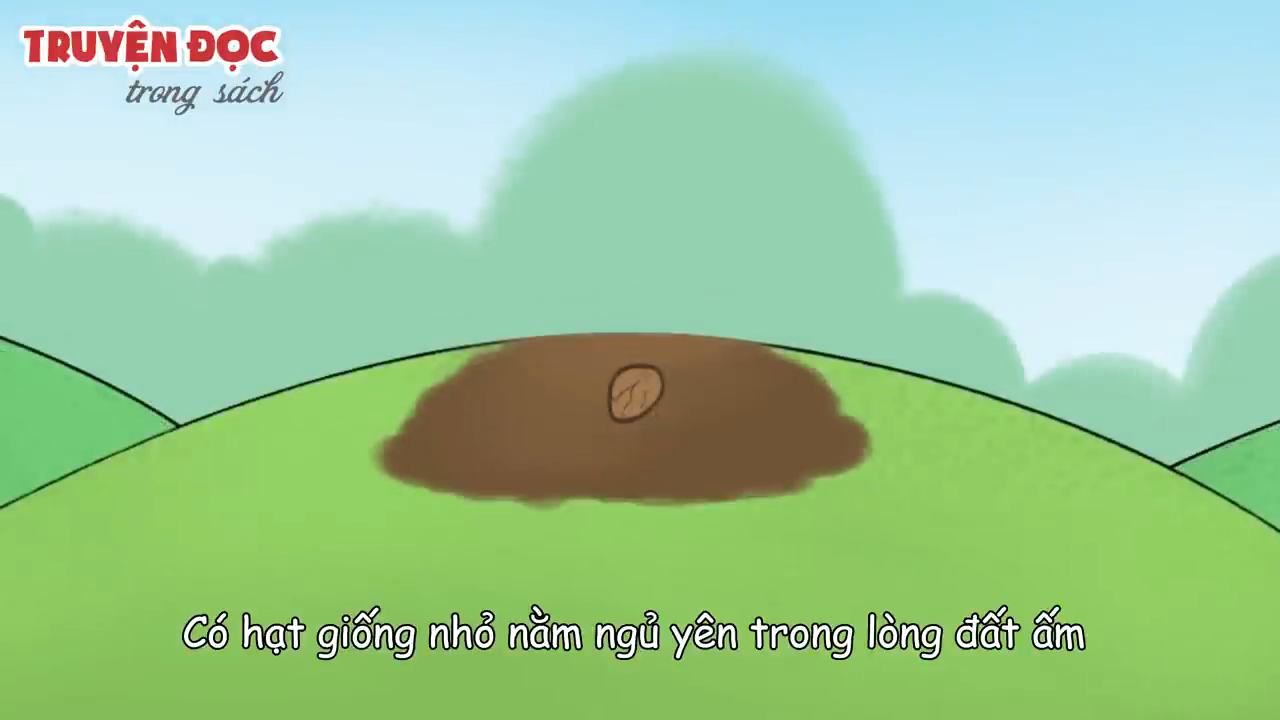 TRUYỆN ĐỌC
trong sách
Có hạt giống nhỏ nằm ngủ yên trong lòng đất ấm